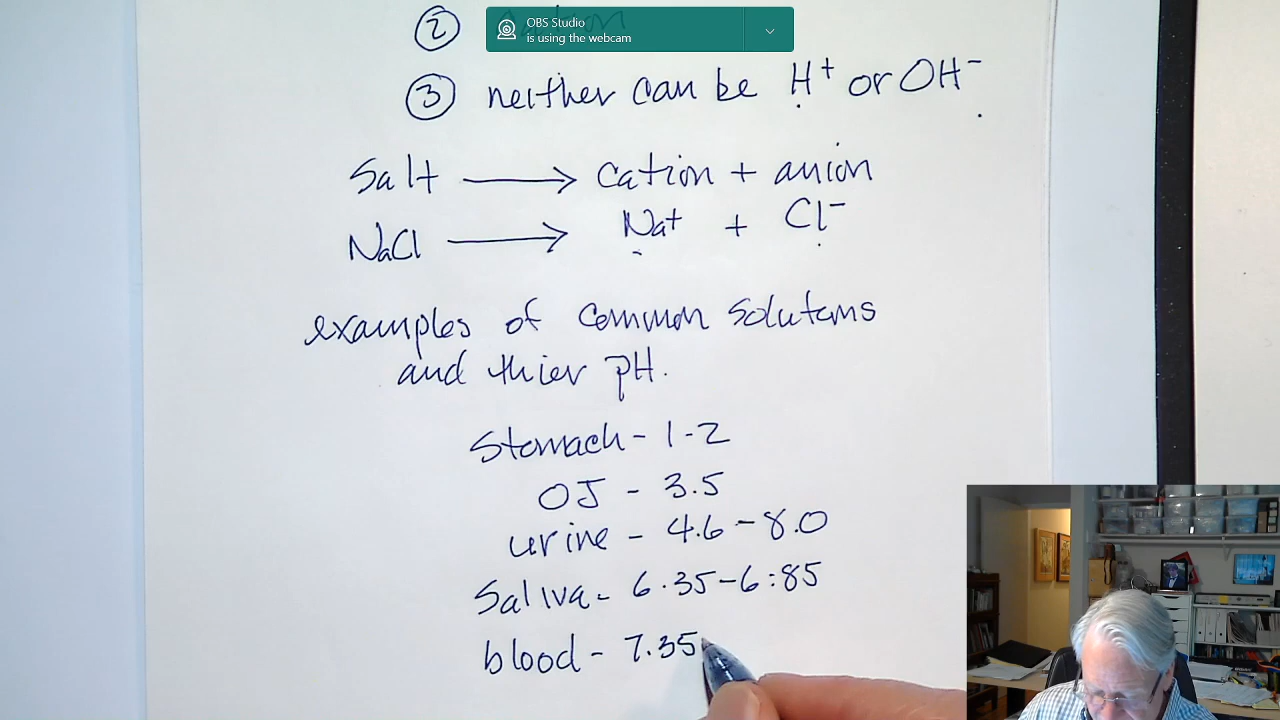 OBS Studio
is using the webcam
②
③ neither can be H⁺ or OH⁻
Salt → cation + anion
NaCl → Na⁺ + Cl⁻
examples of common solutions
and thier pH.
Stomach - 1-2
OJ - 3.5
urine - 4.6 - 8.0
Saliva - 6.35-6:85
blood - 7.35